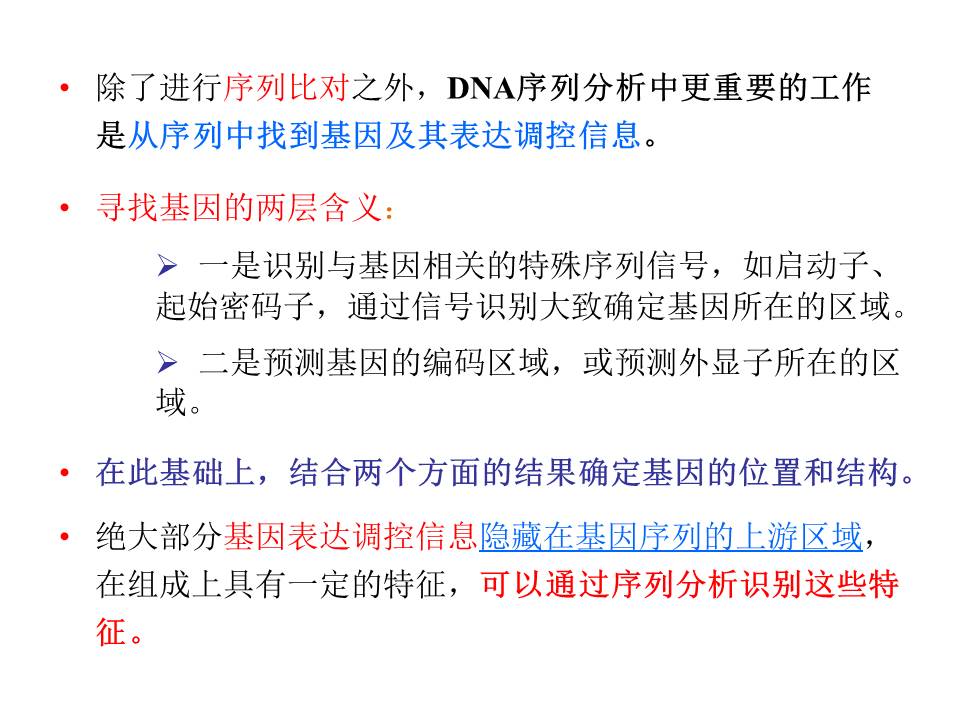 • 除了进行序列比对之外，DNA序列分析中更重要的工作
是从序列中找到基因及其表达调控信息。
• 寻找基因的两层含义：
➢ 一是识别与基因相关的特殊序列信号，如启动子、
起始密码子，通过信号识别大致确定基因所在的区域。
➢ 二是预测基因的编码区域，或预测外显子所在的区
域。
• 在此基础上，结合两个方面的结果确定基因的位置和结构。
• 绝大部分基因表达调控信息隐藏在基因序列的上游区域，
在组成上具有一定的特征，可以通过序列分析识别这些特
征。